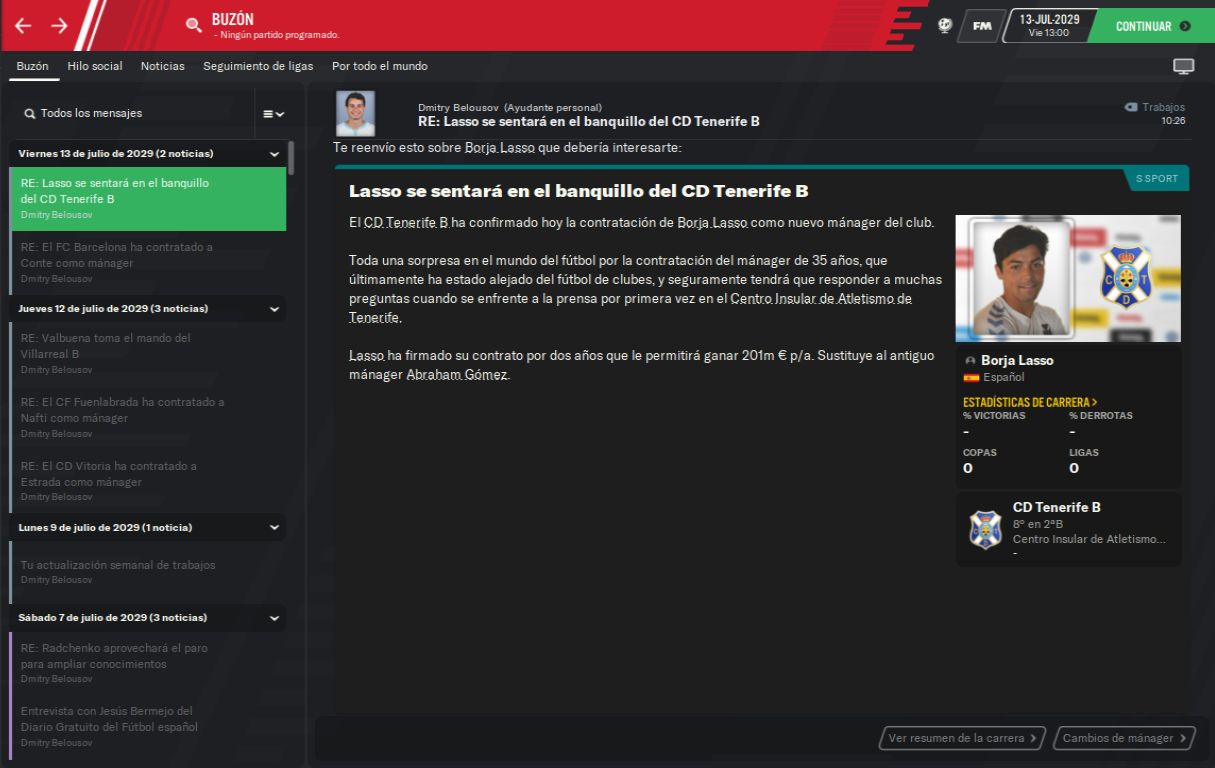 BUZÓN
- Ningún partido programado.
FM
13-JUL-2029
Vie 13:00
CONTINUAR
Buzón
Hilo social
Noticias
Seguimiento de ligas
Por todo el mundo
Todos los mensajes
Viernes 13 de julio de 2029 (2 noticias)
RE: Lasso se sentará en el banquillo
del CD Tenerife B
Dmitry Belousov
RE: El FC Barcelona ha contratado a
Conte como mánager
Dmitry Belousov
Jueves 12 de julio de 2029 (3 noticias)
RE: Valbuena toma el mando del
Villarreal B
Dmitry Belousov
RE: El CF Fuenlabrada ha contratado a
Nafti como mánager
Dmitry Belousov
RE: El CD Vitoria ha contratado a
Estrada como mánager
Dmitry Belousov
Lunes 9 de julio de 2029 (1 noticia)
Tu actualización semanal de trabajos
Dmitry Belousov
Sábado 7 de julio de 2029 (3 noticias)
RE: Radchenko aprovechará el paro
para ampliar conocimientos
Dmitry Belousov
Entrevista con Jesús Bermejo del
Diario Gratuito del Fútbol español
Dmitry Belousov
Dmitry Belousov (Ayudante personal)
RE: Lasso se sentará en el banquillo del CD Tenerife B
Trabajos
10:26
Te reenvío esto sobre Borja Lasso que debería interesarte:
S SPORT
Lasso se sentará en el banquillo del CD Tenerife B
El CD Tenerife B ha confirmado hoy la contratación de Borja Lasso como nuevo mánager del club.
Toda una sorpresa en el mundo del fútbol por la contratación del mánager de 35 años, que
últimamente ha estado alejado del fútbol de clubes, y seguramente tendrá que responder a muchas
preguntas cuando se enfrente a la prensa por primera vez en el Centro Insular de Atletismo de
Tenerife.
Lasso ha firmado su contrato por dos años que le permitirá ganar 201m € p/a. Sustituye al antiguo
mánager Abraham Gómez.
Borja Lasso
Español
ESTADÍSTICAS DE CARRERA >
% VICTORIAS
% DERROTAS
-
-
COPAS
LIGAS
0
0
CD Tenerife B
8º en 2ªB
Centro Insular de Atletismo...
-
Ver resumen de la carrera >
Cambios de mánager >